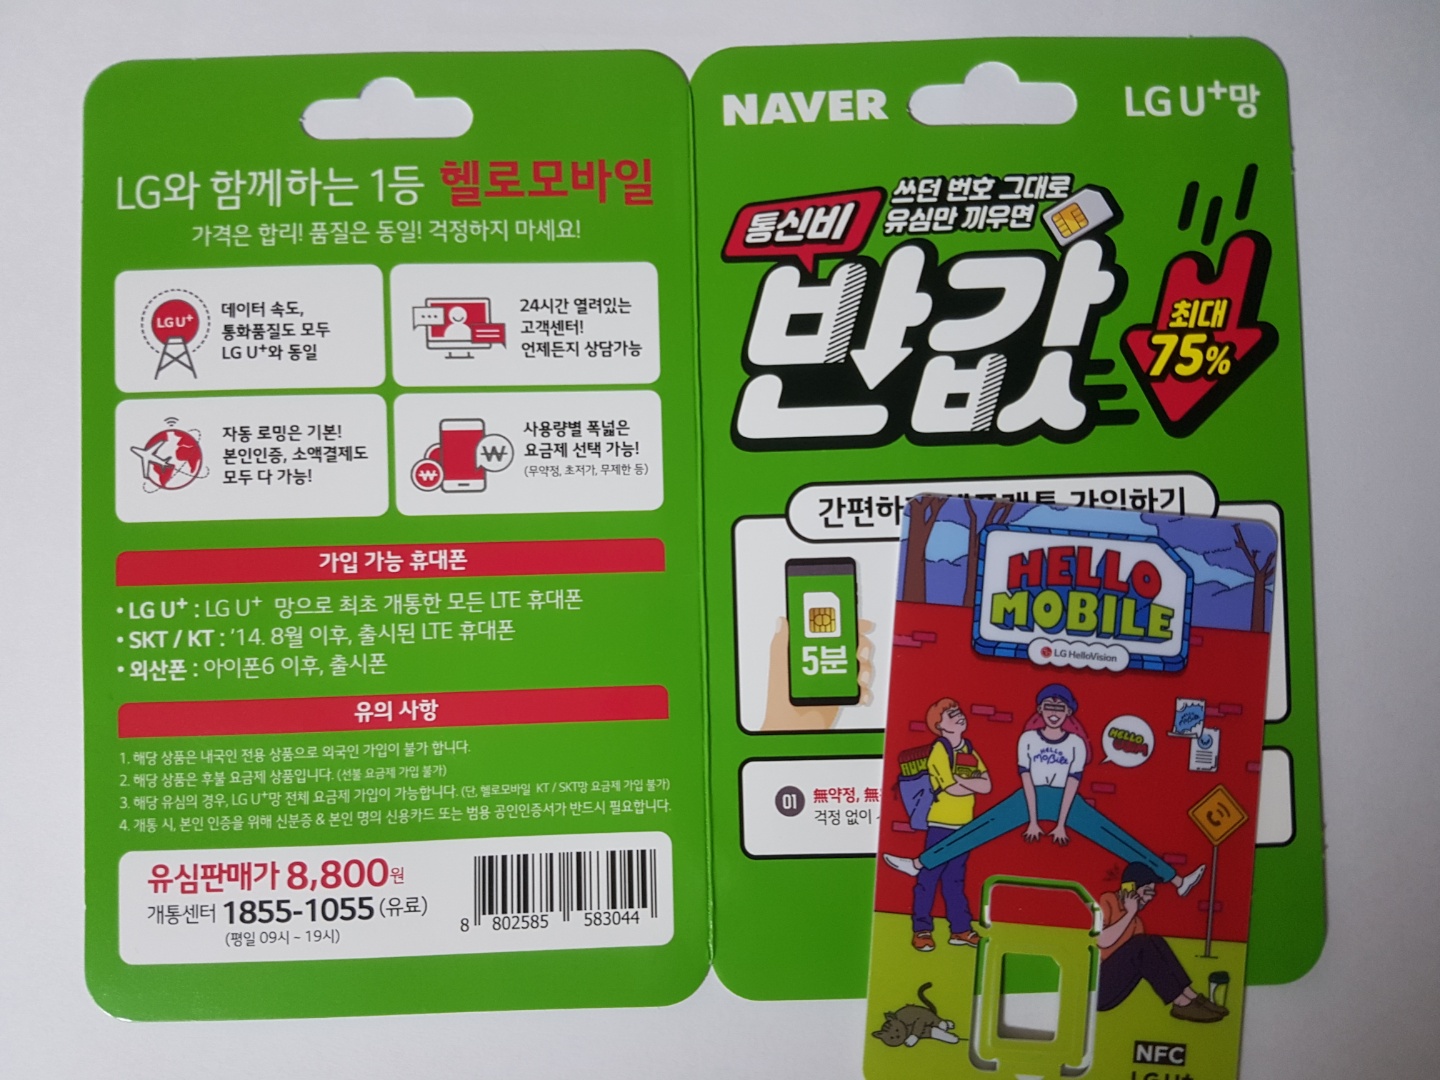 LG와 함께하는 1등 헬로모바일
가격은 합리! 품질은 동일! 걱정하지 마세요!
LG U+
데이터 속도,
통화품질도 모두
LG U+와 동일
24시간 열려있는
고객센터!
언제든지 상담가능
자동 로밍은 기본!
본인인증, 소액결제도
모두 다 가능!
₩
₩
사용량별 폭넓은
요금제 선택 가능!
(무약정, 초저가, 무제한 등)
가입 가능 휴대폰
• LG U+ : LG U+ 망으로 최초 개통한 모든 LTE 휴대폰
• SKT / KT : '14. 8월 이후, 출시된 LTE 휴대폰
• 외산폰 : 아이폰6 이후, 출시폰
유의 사항
1. 해당 상품은 내국인 전용 상품으로 외국인 가입이 불가 합니다.
2. 해당 상품은 후불 요금제 상품입니다. (선불 요금제 가입 불가)
3. 해당 유심의 경우, LG U+망 전체 요금제 가입이 가능합니다. (단, 헬로모바일 KT / SKT망 요금제 가입 불가)
4. 개통 시, 본인 인증을 위해 신분증 & 본인 명의 신용카드 또는 범용 공인인증서가 반드시 필요합니다.
유심판매가 8,800원
개통센터 1855-1055 (유료)
(평일 09시 ~ 19시)
8 802585 583044
NAVER
LG U+망
통신비
쓰던 번호 그대로
유심만 끼우면
반값
최대
75%
간편하 가입하기
5분
01 無약정, 無
걱정 없이
HELLO
MOBILE
LG HelloVision
HELLO
HELLO
MOBILE
NFC
LG U+